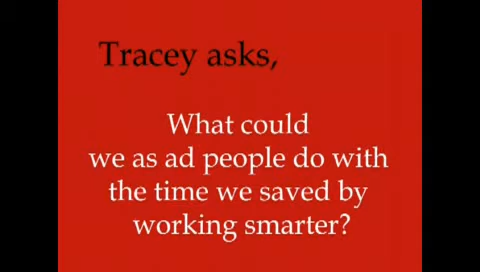 Tracey asks,
What could
we as ad people do with
the time we saved by
working smarter?